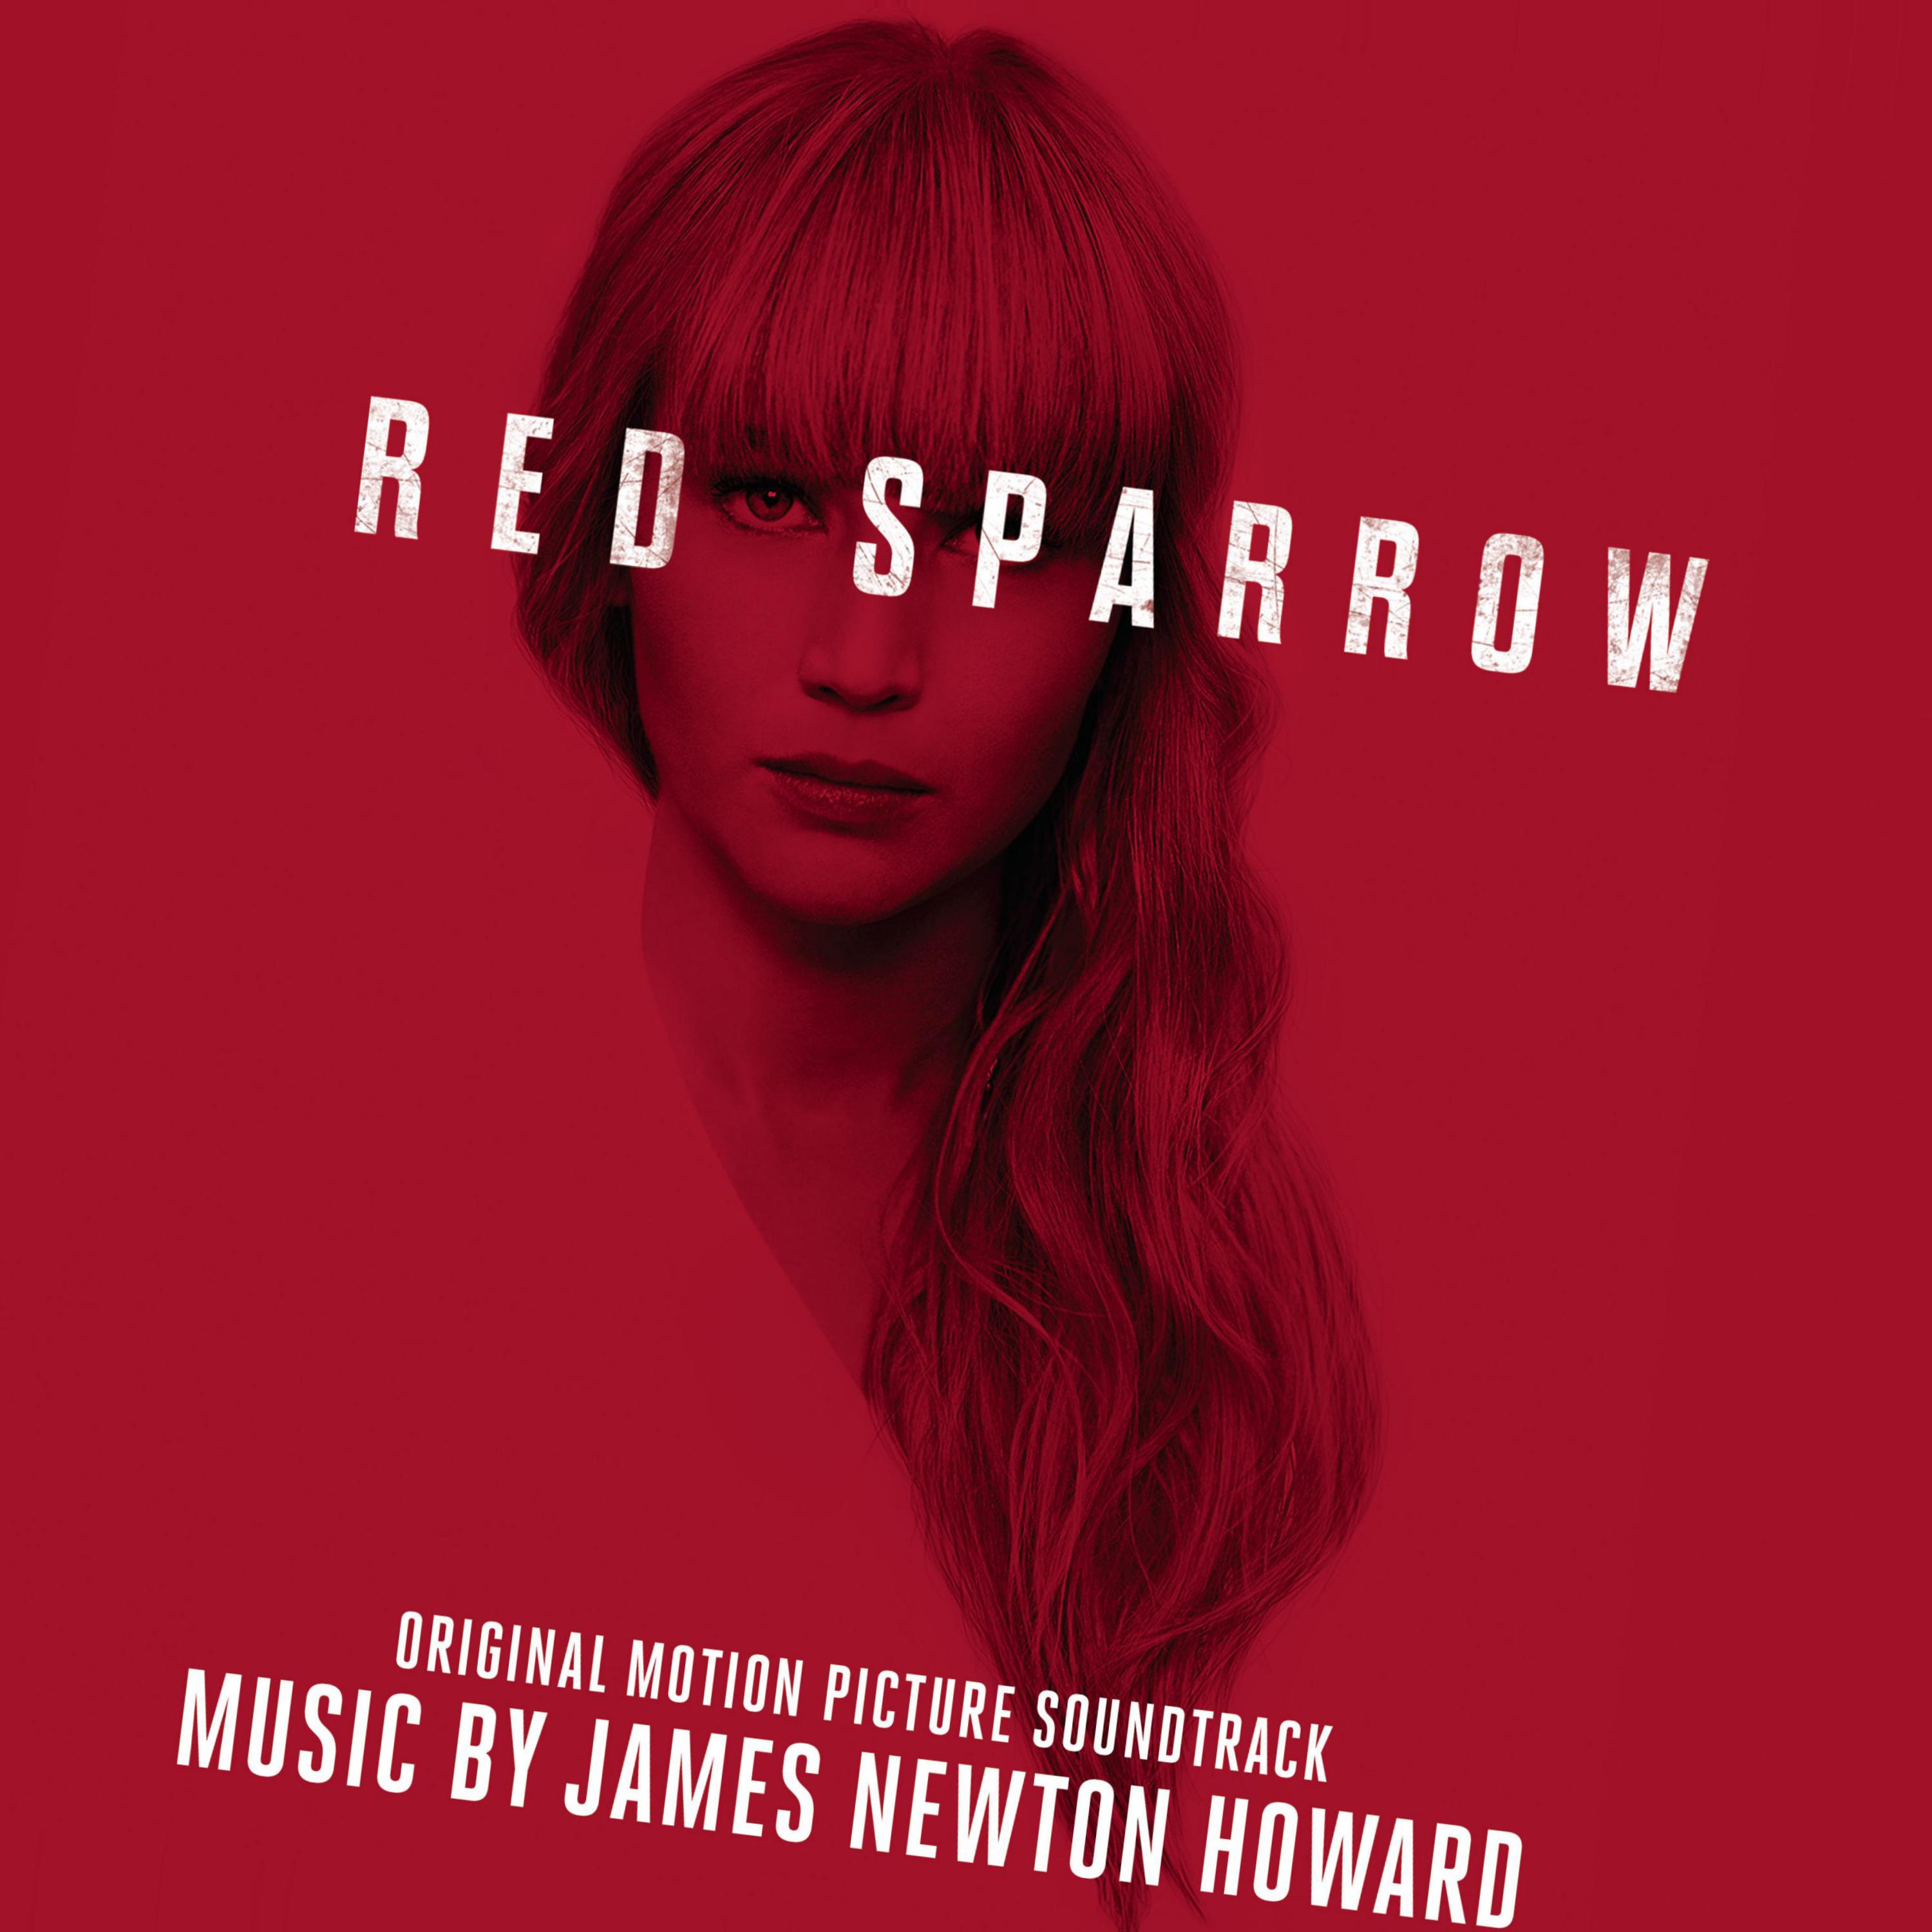 RED SPARROW
ORIGINAL MOTION PICTURE SOUNDTRACK
MUSIC BY JAMES NEWTON HOWARD